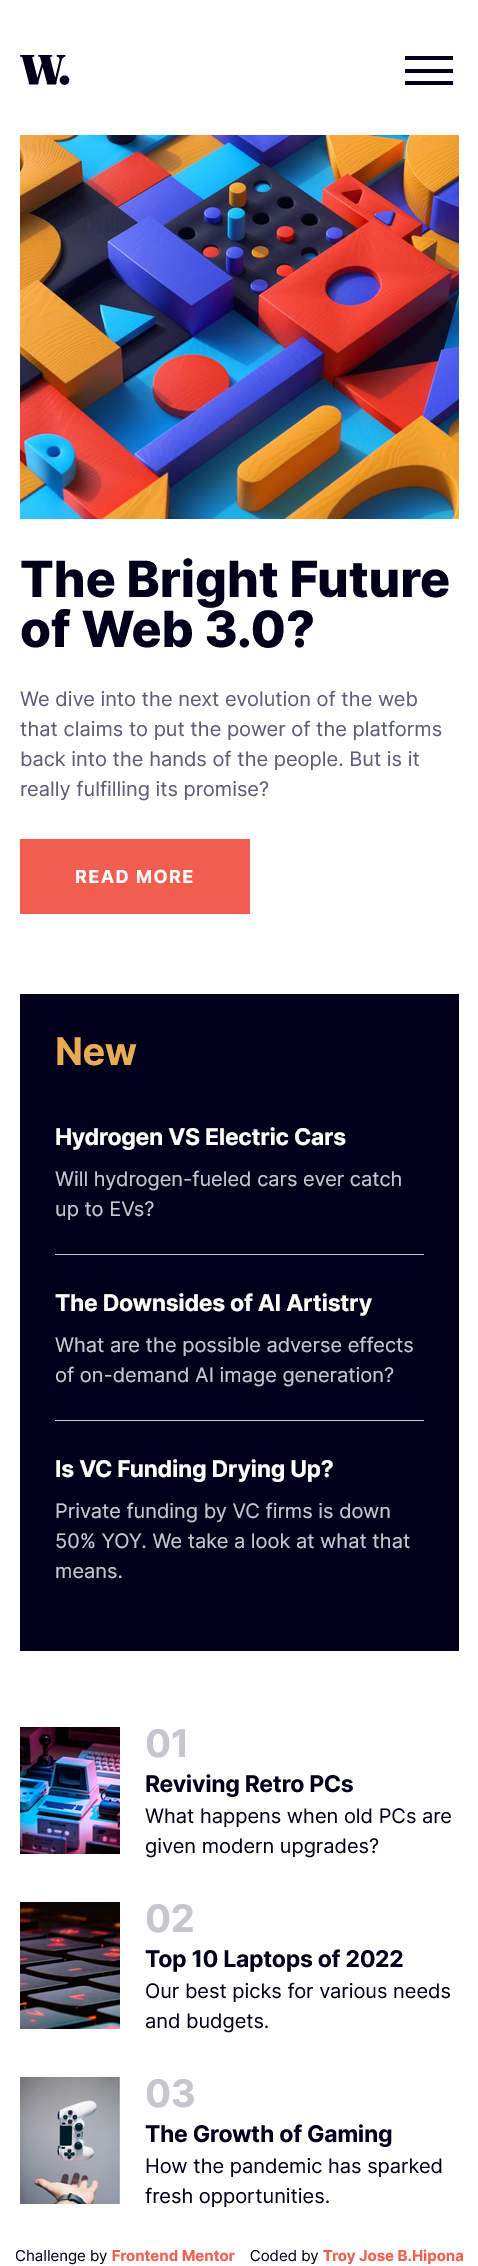 W.
The Bright Future
of Web 3.0?
We dive into the next evolution of the web
that claims to put the power of the platforms
back into the hands of the people. But is it
really fulfilling its promise?
READ MORE
New
Hydrogen VS Electric Cars
Will hydrogen-fueled cars ever catch
up to EVs?
The Downsides of AI Artistry
What are the possible adverse effects
of on-demand AI image generation?
Is VC Funding Drying Up?
Private funding by VC firms is down
50% YOY. We take a look at what that
means.
01
Reviving Retro PCs
What happens when old PCs are
given modern upgrades?
02
Top 10 Laptops of 2022
Our best picks for various needs
and budgets.
03
The Growth of Gaming
How the pandemic has sparked
fresh opportunities.
Challenge by Frontend Mentor Coded by Troy Jose B.Hipona